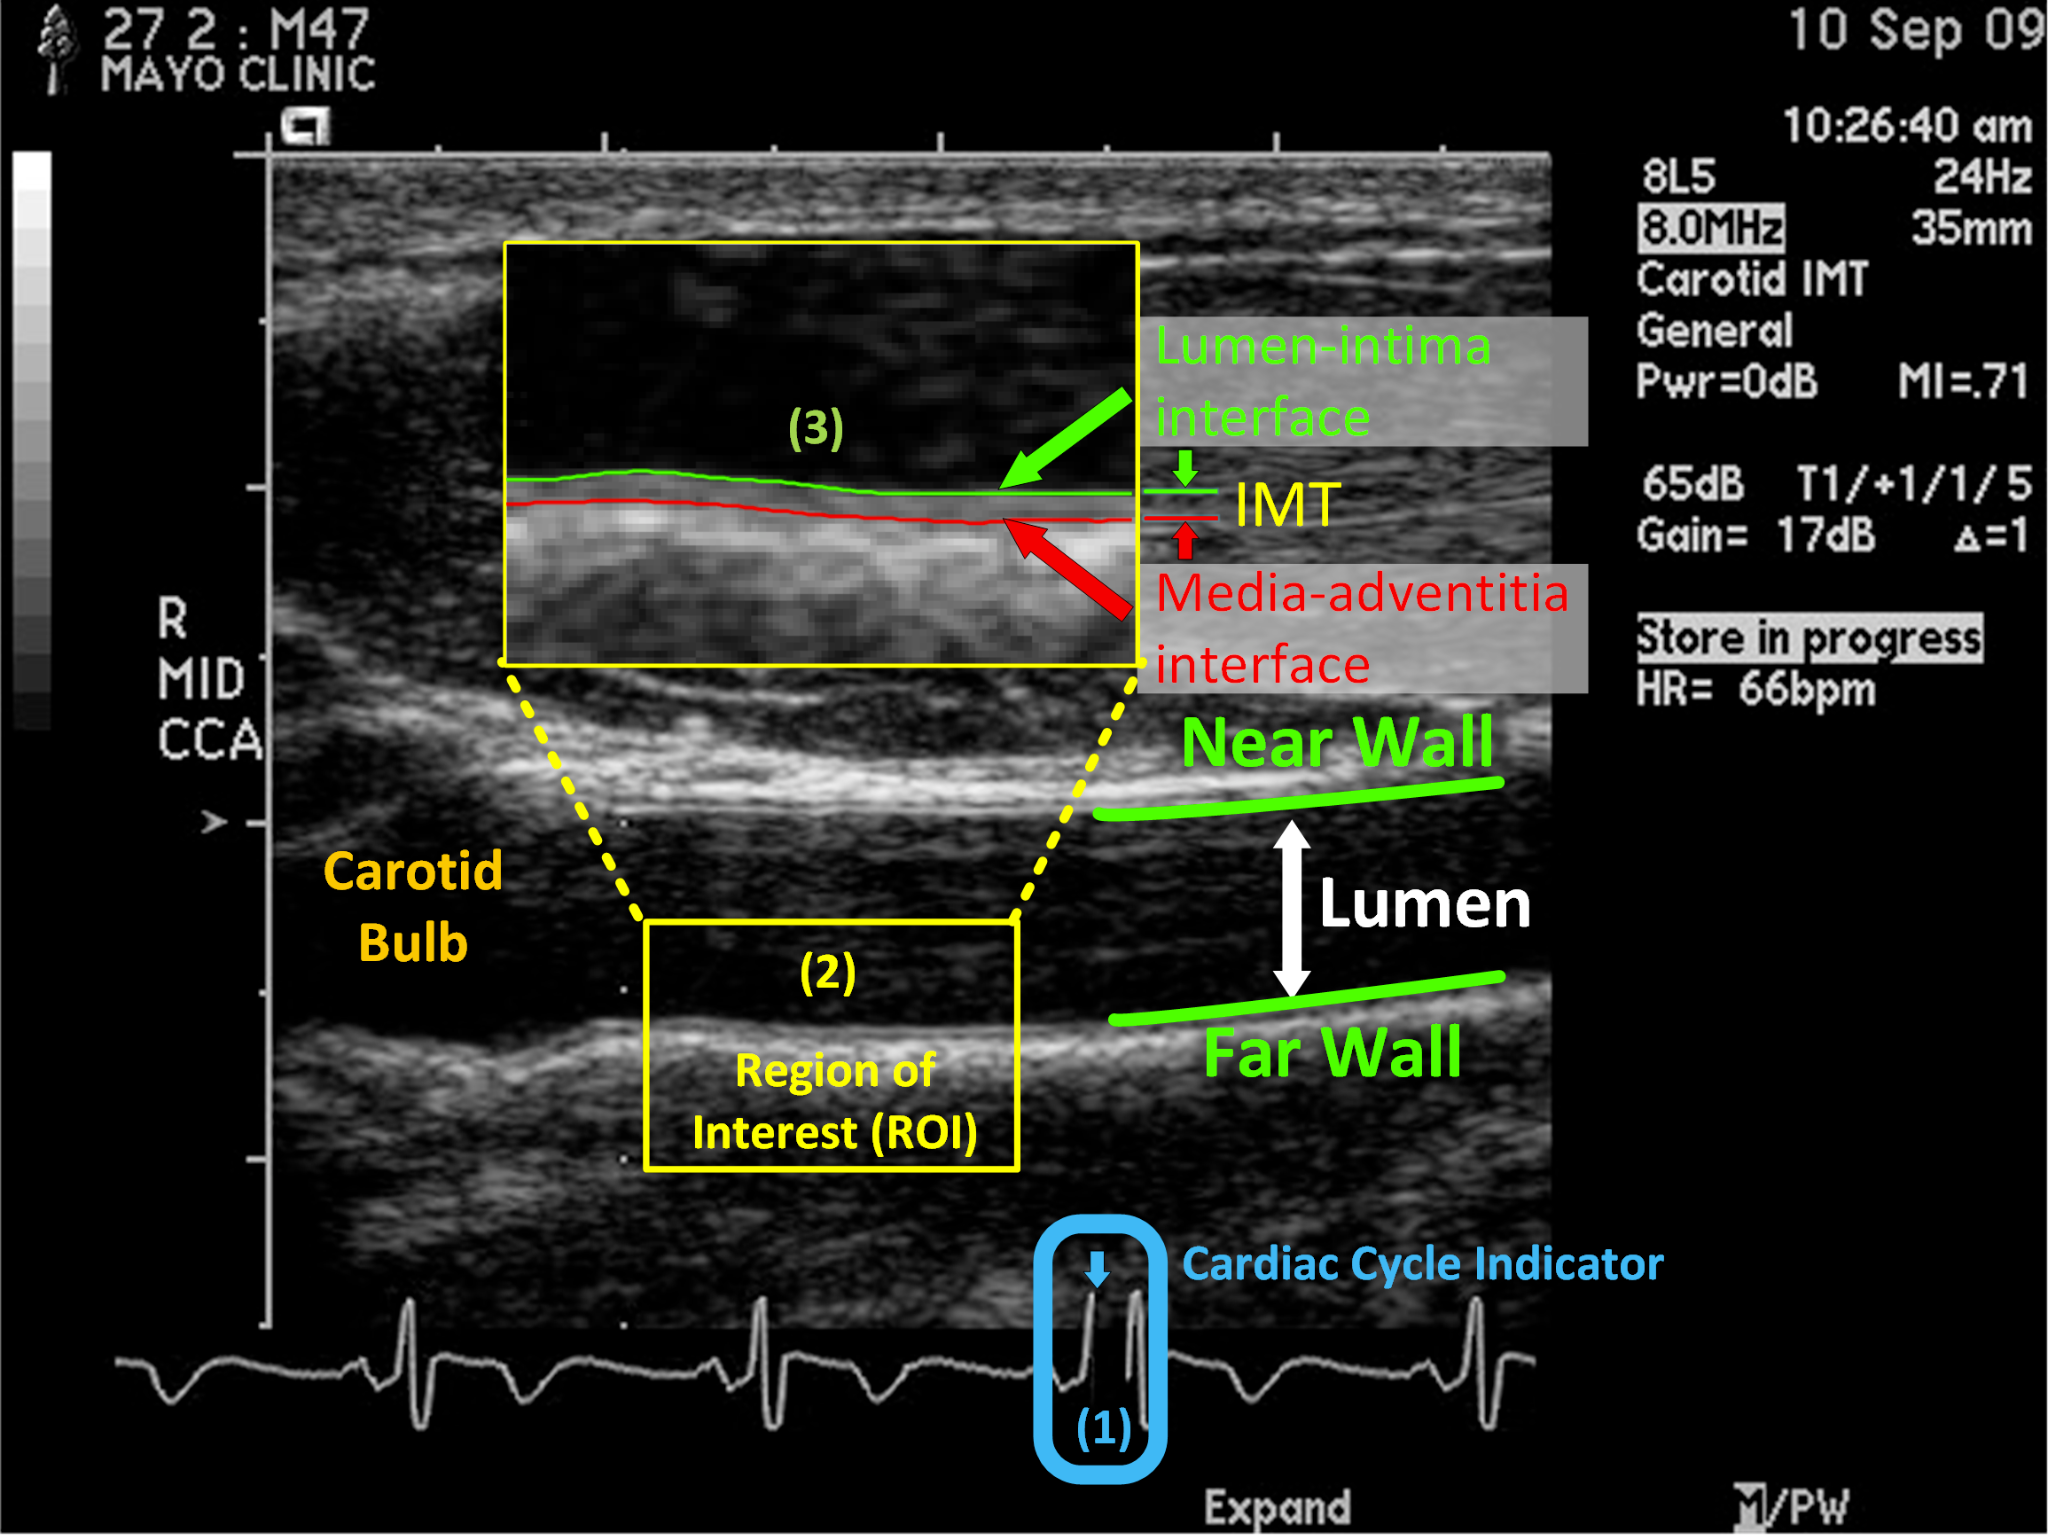 27 2 : M47
MAYO CLINIC
10 Sep 09
10:26:40 am
8L5 24Hz
8.0MHz 35mm
Carotid IMT
General
Pwr=0dB MI=.71
65dB T1/+1/1/5
Gain= 17dB Δ=1
Store in progress
HR= 66bpm
R
MID
CCA
>
(3)
Lumen-intima
interface
IMT
Media-adventitia
interface
Near Wall
Carotid
Bulb
Lumen
(2)
Region of
Interest (ROI)
Far Wall
Cardiac Cycle Indicator
(1)
Expand
M/PW